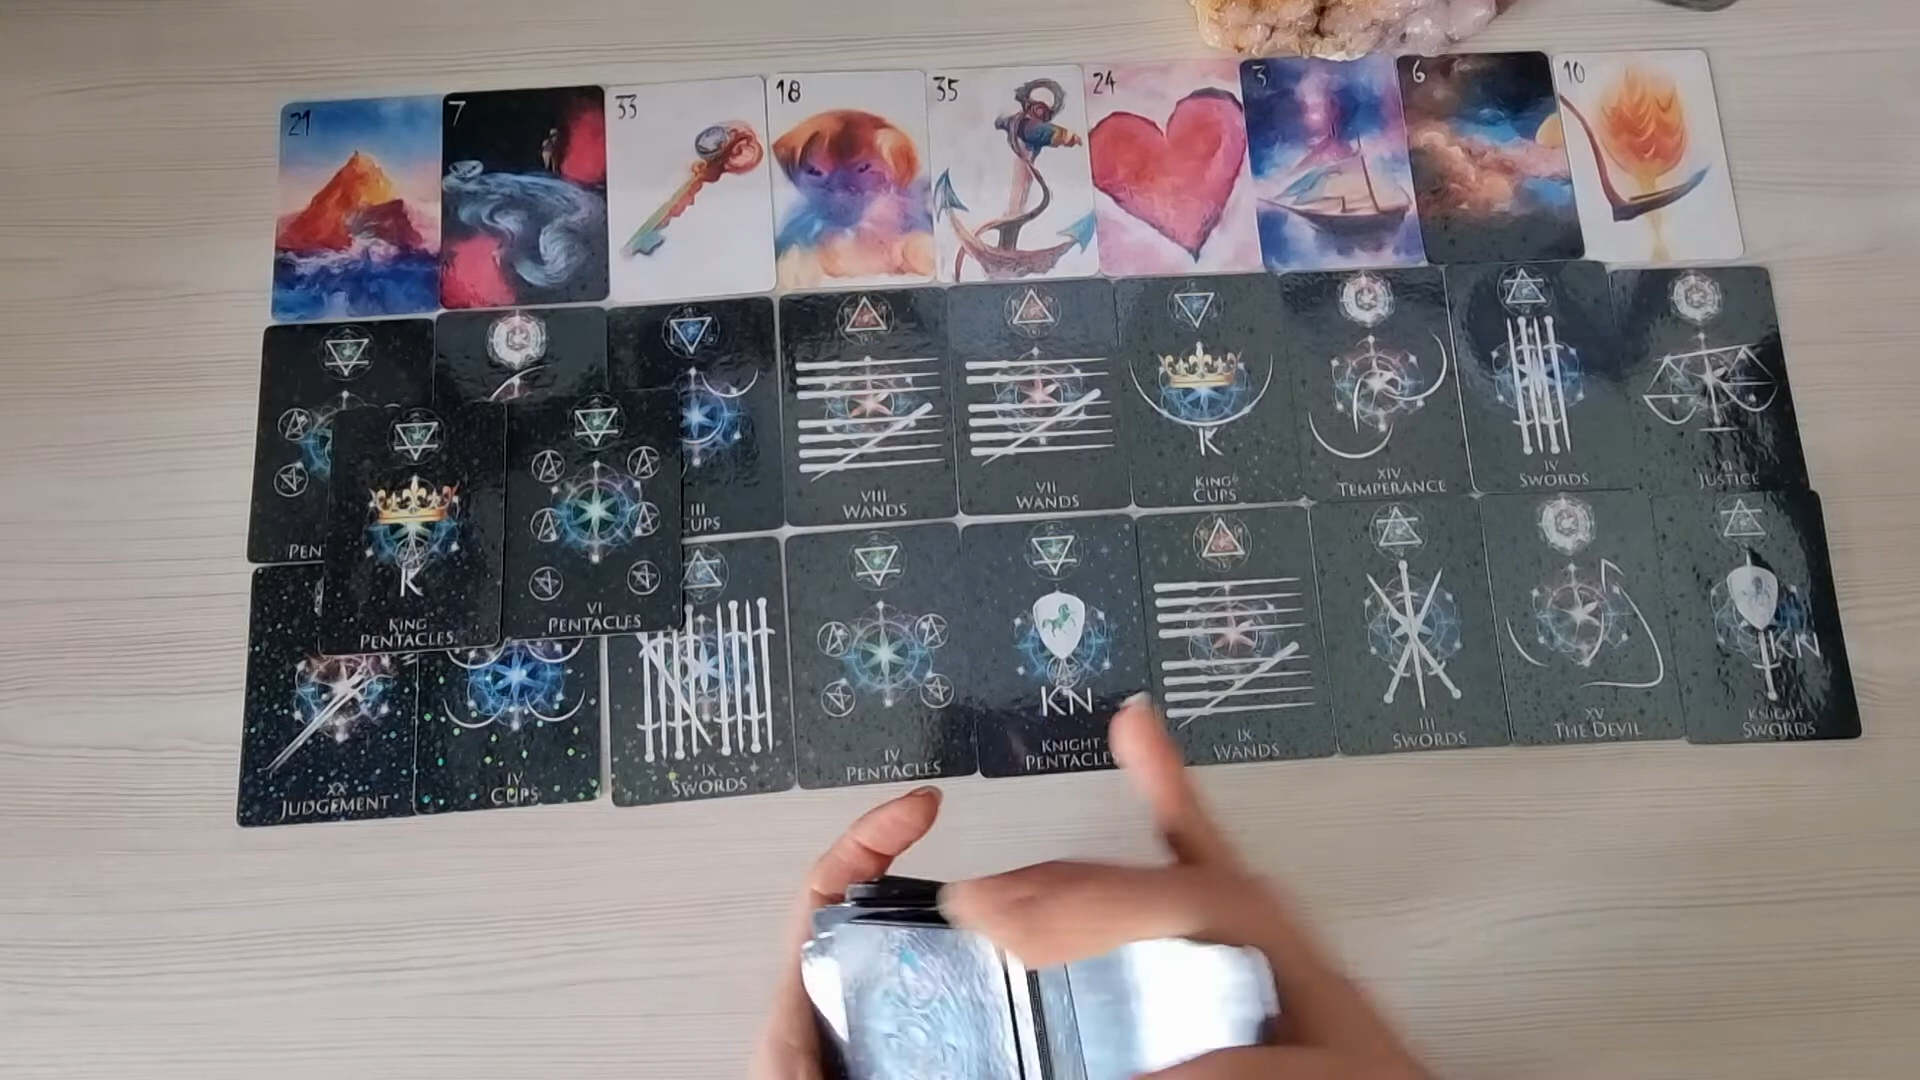 21
7
33
18
35
24
3
6
10
PEN
III
CUPS
VIII
WANDS
VII
WANDS
K
KING
CUPS
XIV
TEMPERANCE
IV
SWORDS
XI
JUSTICE
K
KING
PENTACLES
VI
PENTACLES
XX
JUDGEMENT
IV
CUPS
IX
SWORDS
IV
PENTACLES
KN
KNIGHT
PENTACLES
IX
WANDS
III
SWORDS
XV
THE DEVIL
KN
KNIGHT
SWORDS